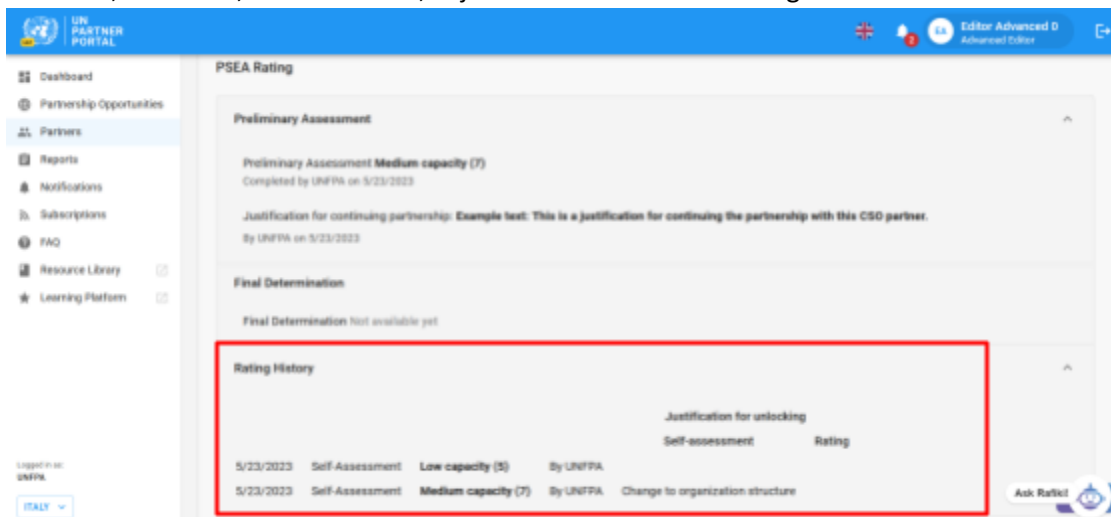 UN
PARTNER
PORTAL
2
EA
Editor Advanced D
Advanced Editor
Dashboard
Partnership Opportunities
Partners
Reports
Notifications
Subscriptions
FAQ
Resource Library
Learning Platform
Logged in as:
UNFPA
ITALY
PSEA Rating
Preliminary Assessment
Preliminary Assessment Medium capacity (7)
Completed by UNFPA on 5/23/2023
Justification for continuing partnership: Example text: This is a justification for continuing the partnership with this CSO partner.
By UNFPA on 5/23/2023
Final Determination
Final Determination Not available yet
Rating History
Justification for unlocking
Self-assessment Rating
5/23/2023 Self-Assessment Low capacity (5) By UNFPA
5/23/2023 Self-Assessment Medium capacity (7) By UNFPA Change to organization structure
Ask Rafiki!